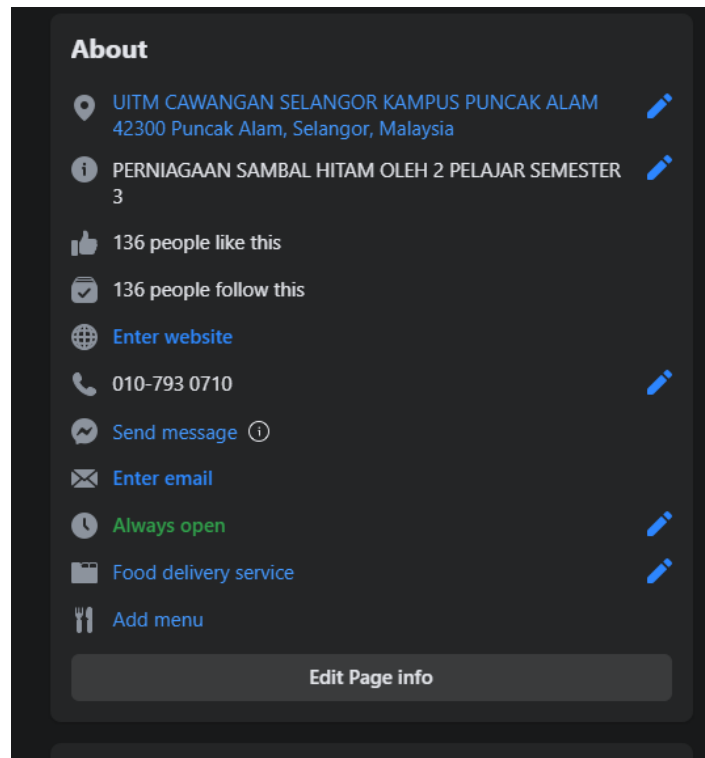 About
UITM CAWANGAN SELANGOR KAMPUS PUNCAK ALAM
42300 Puncak Alam, Selangor, Malaysia
PERNIAGAAN SAMBAL HITAM OLEH 2 PELAJAR SEMESTER
3
136 people like this
136 people follow this
Enter website
010-793 0710
Send message
Enter email
Always open
Food delivery service
Add menu
Edit Page info